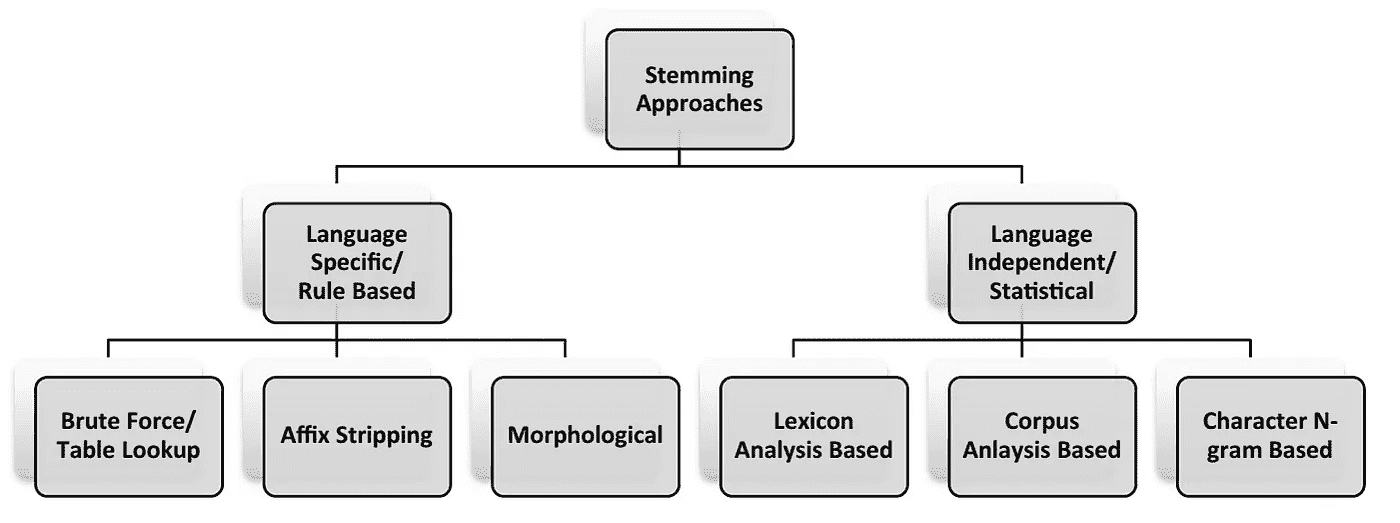 Stemming
Approaches
Language
Specific/
Rule Based
Language
Independent/
Statistical
Brute Force/
Table Lookup
Affix Stripping
Morphological
Lexicon
Analysis Based
Corpus
Anlaysis Based
Character N-
gram Based